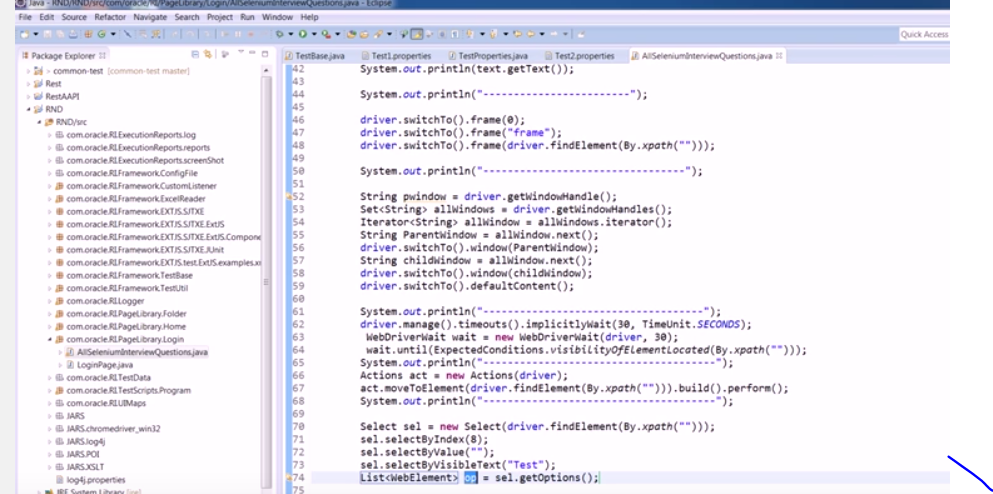 Java - RND/RND/src/com/oracle/RI/PageLibrary/Login/AllSeleniumInterviewQuestions.java - Eclipse
File Edit Source Refactor Navigate Search Project Run Window Help
Quick Access
Package Explorer
TestBase.java Test1.properties TestProperties.java Test2.properties AllSeleniumInterviewQuestions.java
> common-test [common-test master]
Rest
RestAAPI
RND
RND/src
com.oracle.RI.ExecutionReports.log
com.oracle.RI.ExecutionReports.reports
com.oracle.RI.ExecutionReports.screenShot
com.oracle.RI.Framework.ConfigFile
com.oracle.RI.Framework.CustomListener
com.oracle.RI.Framework.ExcelReader
com.oracle.RI.Framework.EXTJS.SJTXE
com.oracle.RI.Framework.EXTJS.SJTXE.ExtJS
com.oracle.RI.Framework.EXTJS.SJTXE.ExtJS.Compone
com.oracle.RI.Framework.EXTJS.SJTXE.JUnit
com.oracle.RI.Framework.EXTJS.test.ExtJS.examples.xr
com.oracle.RI.Framework.TestBase
com.oracle.RI.Framework.TestUtil
com.oracle.RI.Logger
com.oracle.RI.PageLibrary.Folder
com.oracle.RI.PageLibrary.Home
com.oracle.RI.PageLibrary.Login
AllSeleniumInterviewQuestions.java
LoginPage.java
com.oracle.RI.TestData
com.oracle.RI.TestScripts.Program
com.oracle.RI.UIMaps
JARS
JARS.chromedriver_win32
JARS.log4j
JARS.POI
JARS.XSLT
log4j.properties
JRE System Library
42 System.out.println(text.getText());
43
44 System.out.println("-------------------------");
45
46 driver.switchTo().frame(0);
47 driver.switchTo().frame("frame");
48 driver.switchTo().frame(driver.findElement(By.xpath("")));
49
50 System.out.println("----------------------------------");
51
52 String pwindow = driver.getWindowHandle();
53 Set<String> allWindows = driver.getWindowHandles();
54 Iterator<String> allWindow = allWindows.iterator();
55 String ParentWindow = allWindow.next();
56 driver.switchTo().window(ParentWindow);
57 String childWindow = allWindow.next();
58 driver.switchTo().window(childWindow);
59 driver.switchTo().defaultContent();
60
61 System.out.println("-------------------------------------");
62 driver.manage().timeouts().implicitlyWait(30, TimeUnit.SECONDS);
63 WebDriverWait wait = new WebDriverWait(driver, 30);
64 wait.until(ExpectedConditions.visibilityOfElementLocated(By.xpath("")));
65 System.out.println("---------------------------------------");
66 Actions act = new Actions(driver);
67 act.moveToElement(driver.findElement(By.xpath(""))).build().perform();
68 System.out.println("---------------------------------------");
69
70 Select sel = new Select(driver.findElement(By.xpath("")));
71 sel.selectByIndex(8);
72 sel.selectByValue("");
73 sel.selectByVisibleText("Test");
74 List<WebElement> op = sel.getOptions();
75